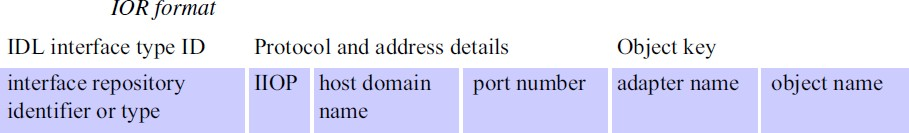 IOR format
IDL interface type ID Protocol and address details Object key
interface repository IIOP host domain port number adapter name object name
identifier or type name